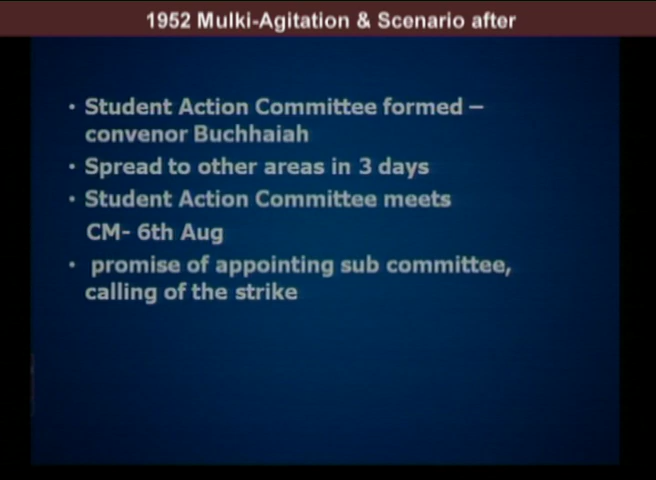 1952 Mulki-Agitation & Scenario after
• Student Action Committee formed –
convenor Buchhaiah
• Spread to other areas in 3 days
• Student Action Committee meets
CM- 6th Aug
• promise of appointing sub committee,
calling of the strike